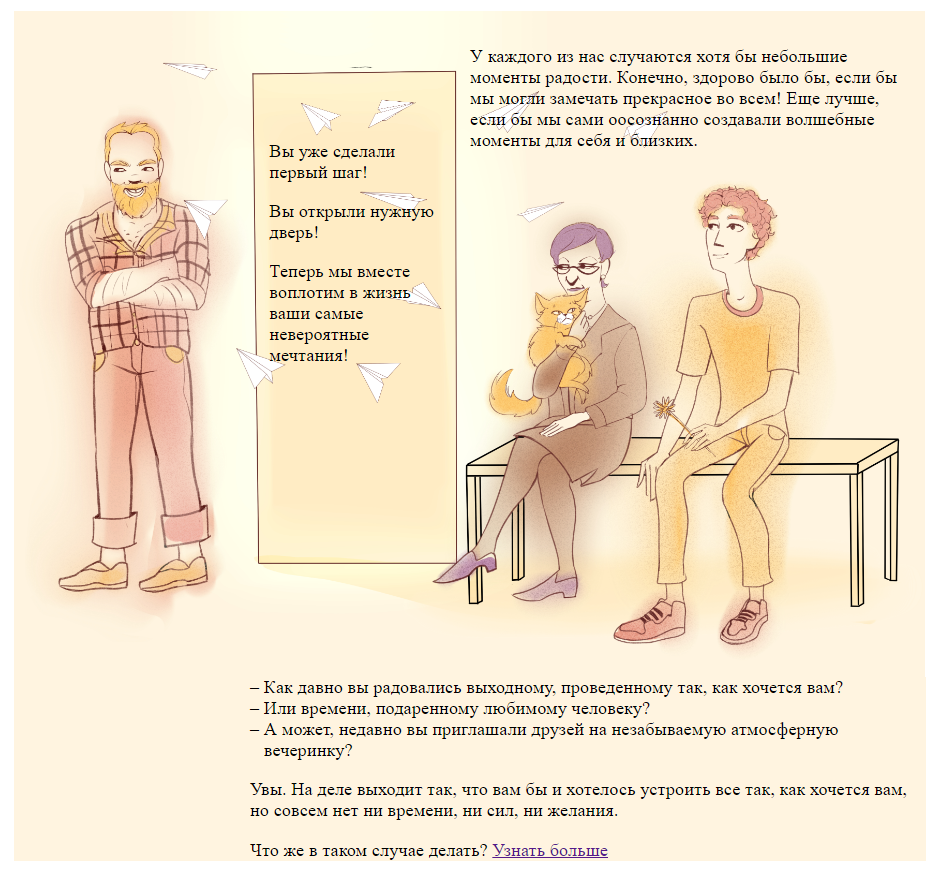 У каждого из нас случаются хотя бы небольшие
моменты радости. Конечно, здорово было бы, если бы
мы могли замечать прекрасное во всем! Еще лучше,
если бы мы сами оосознанно создавали волшебные
моменты для себя и близких.
Вы уже сделали
первый шаг!
Вы открыли нужную
дверь!
Теперь мы вместе
воплотим в жизнь
ваши самые
невероятные
мечтания!
– Как давно вы радовались выходному, проведенному так, как хочется вам?
– Или времени, подаренному любимому человеку?
– А может, недавно вы приглашали друзей на незабываемую атмосферную
вечеринку?
Увы. На деле выходит так, что вам бы и хотелось устроить все так, как хочется вам,
но совсем нет ни времени, ни сил, ни желания.
Что же в таком случае делать? Узнать больше